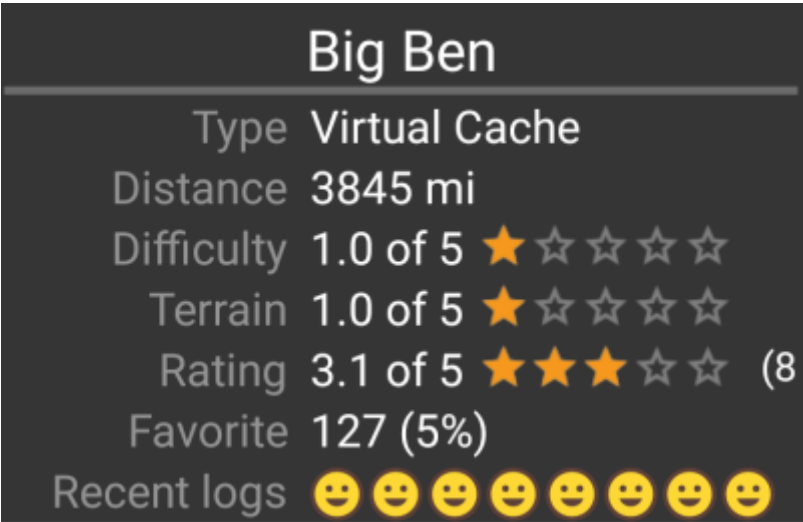 Big Ben
Type Virtual Cache
Distance 3845 mi
Difficulty 1.0 of 5
Terrain 1.0 of 5
Rating 3.1 of 5 (8
Favorite 127 (5%)
Recent logs